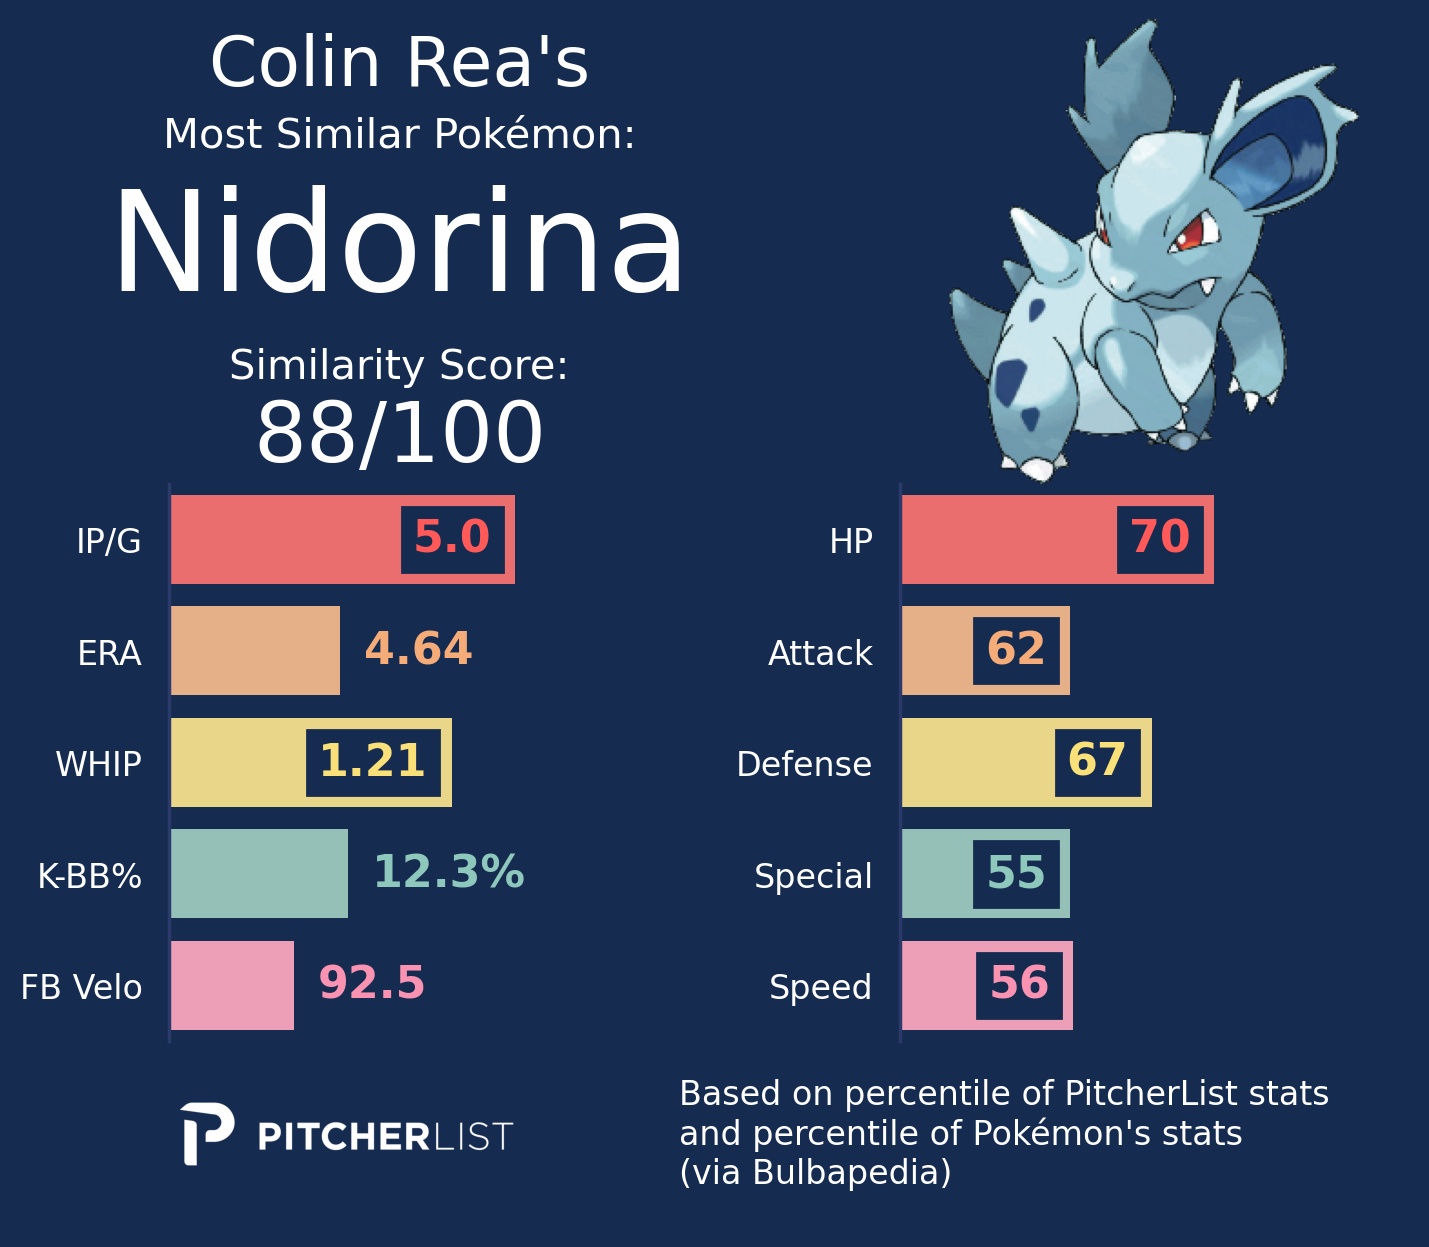 Colin Rea's
Most Similar Pokémon:
Nidorina
Similarity Score:
88/100
IP/G 5.0
ERA 4.64
WHIP 1.21
K-BB% 12.3%
FB Velo 92.5
HP 70
Attack 62
Defense 67
Special 55
Speed 56
PITCHERLIST
Based on percentile of PitcherList stats
and percentile of Pokémon's stats
(via Bulbapedia)